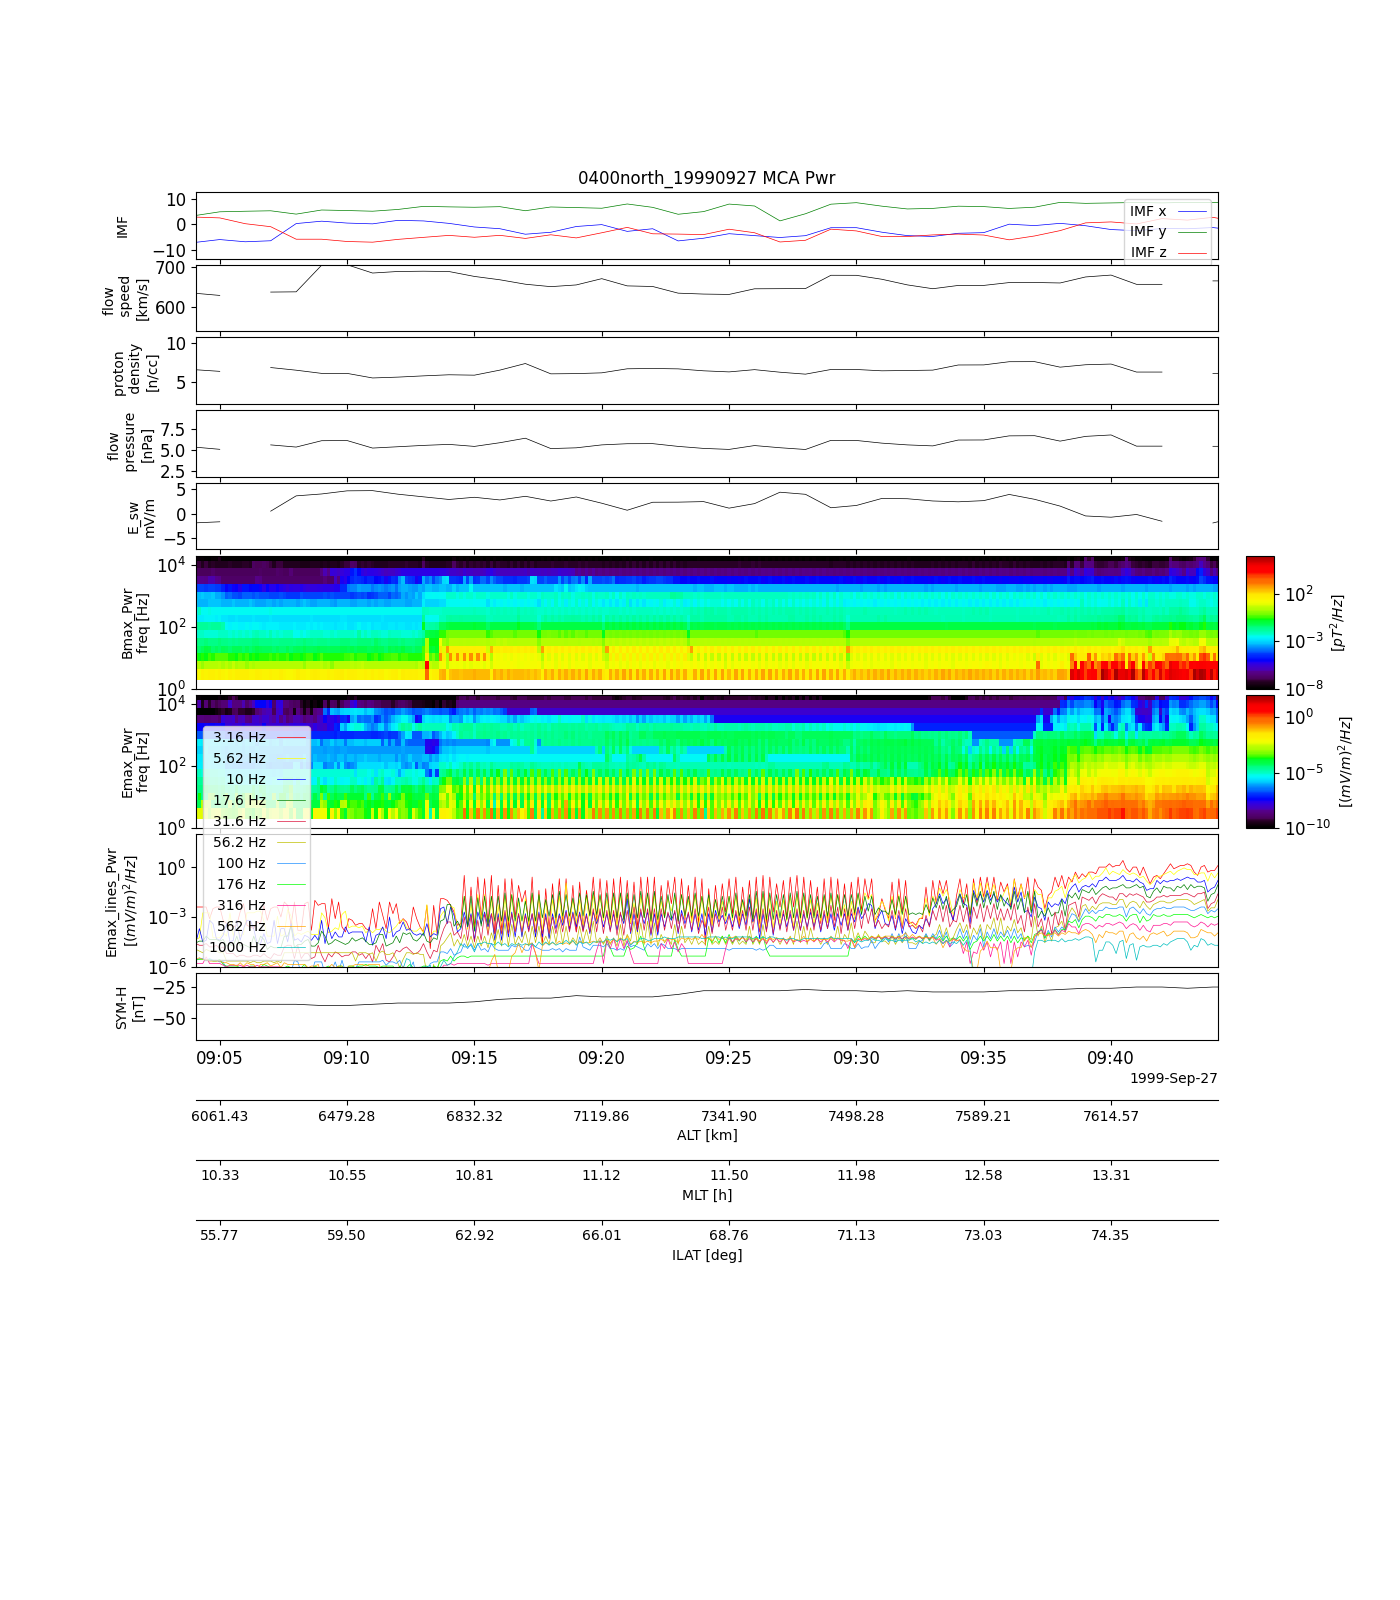 0400north_19990927 MCA Pwr
10
0
−10
IMF
IMF x
IMF y
IMF z
700
600
flow
speed
[km/s]
10
5
proton
density
[n/cc]
7.5
5.0
2.5
flow
pressure
[nPa]
5
0
−5
E_sw
mV/m
10^4
10^2
10^0
Bmax_Pwr
freq [Hz]
10^2
10^−3
10^−8
[pT^2/Hz]
10^4
10^2
10^0
Emax_Pwr
freq [Hz]
10^0
10^−5
10^−10
[(mV/m)^2/Hz]
3.16 Hz
5.62 Hz
10 Hz
17.6 Hz
31.6 Hz
56.2 Hz
100 Hz
176 Hz
316 Hz
562 Hz
1000 Hz
10^0
10^−3
10^−6
Emax_lines_Pwr
[(mV/m)^2/Hz]
−25
−50
SYM-H
[nT]
09:05 09:10 09:15 09:20 09:25 09:30 09:35 09:40
1999-Sep-27
6061.43 6479.28 6832.32 7119.86 7341.90 7498.28 7589.21 7614.57
ALT [km]
10.33 10.55 10.81 11.12 11.50 11.98 12.58 13.31
MLT [h]
55.77 59.50 62.92 66.01 68.76 71.13 73.03 74.35
ILAT [deg]